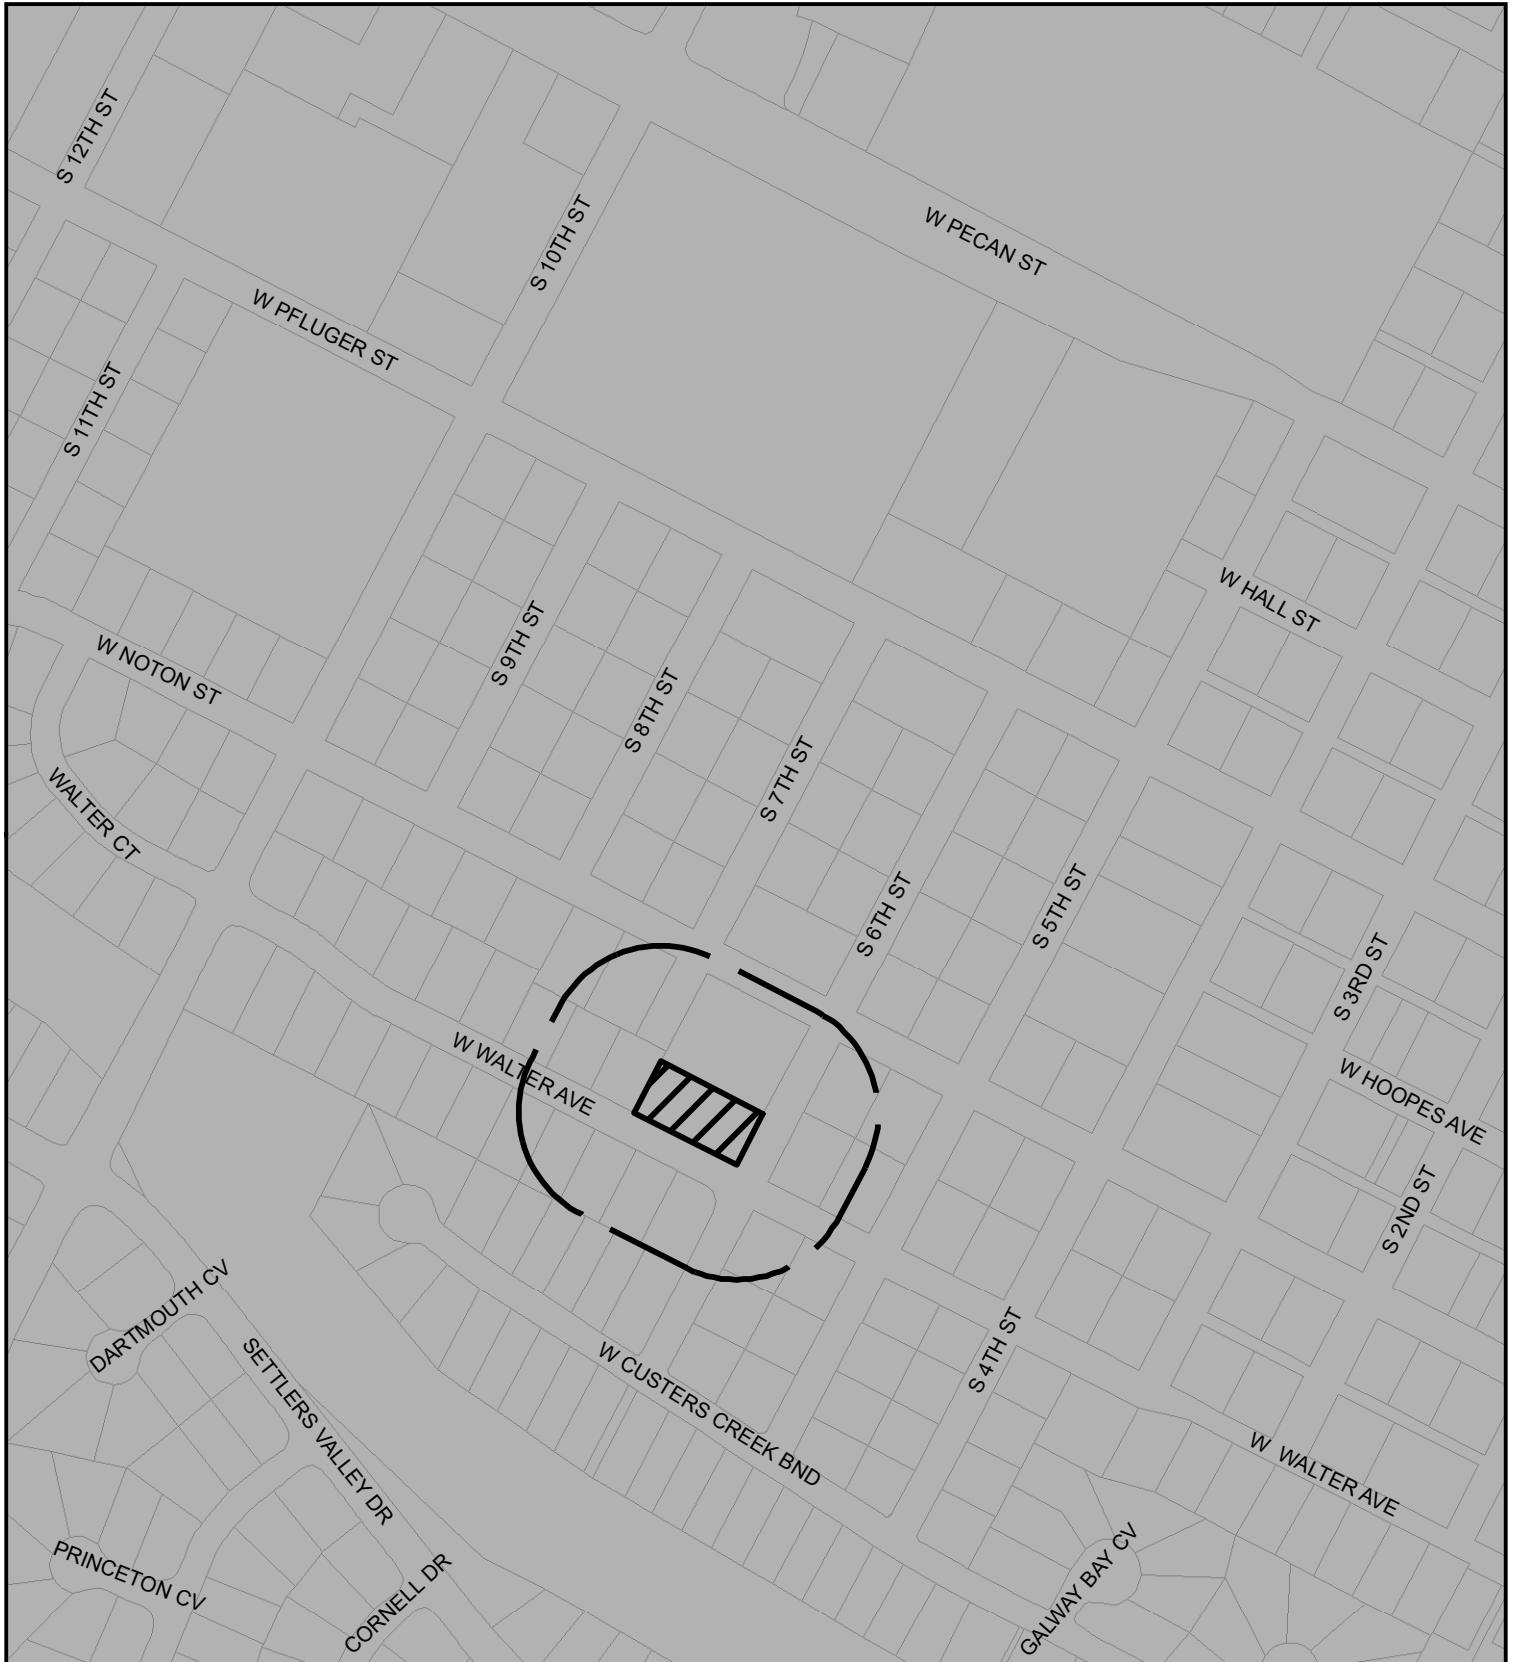 S 12TH ST
W PECAN ST
S 10TH ST
W PFLUGER ST
S 11TH ST
W HALL ST
S 9TH ST
W NOTON ST
S 8TH ST
S 7TH ST
WALTER CT
S 6TH ST
S 5TH ST
S 3RD ST
W WALTER AVE
W HOOPES AVE
S 2ND ST
DARTMOUTH CV
SETTLERS VALLEY DR
S 4TH ST
W CUSTERS CREEK BND
W WALTER AVE
PRINCETON CV
CORNELL DR
GALWAY BAY CV